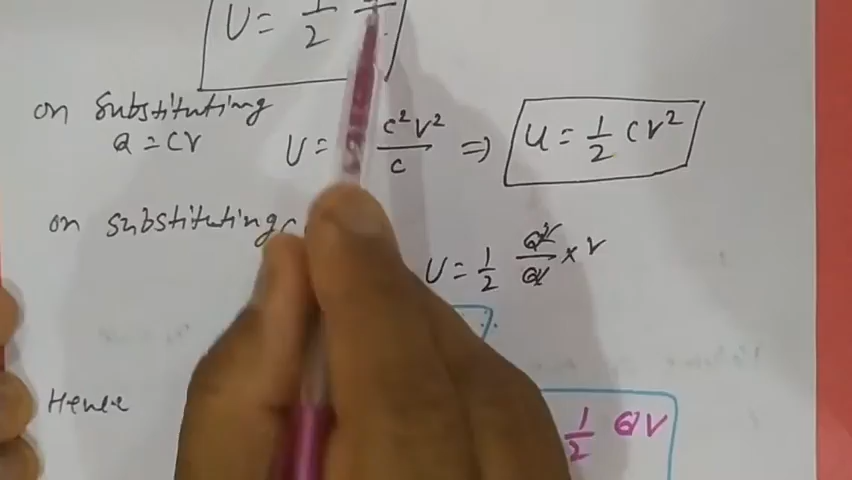 U = 1/2
on substituting
Q = CV
U = C²V²/C ⇒ U = 1/2 CV²
on substituting C
U = 1/2 Q²/Q × V
Hence
1/2 QV